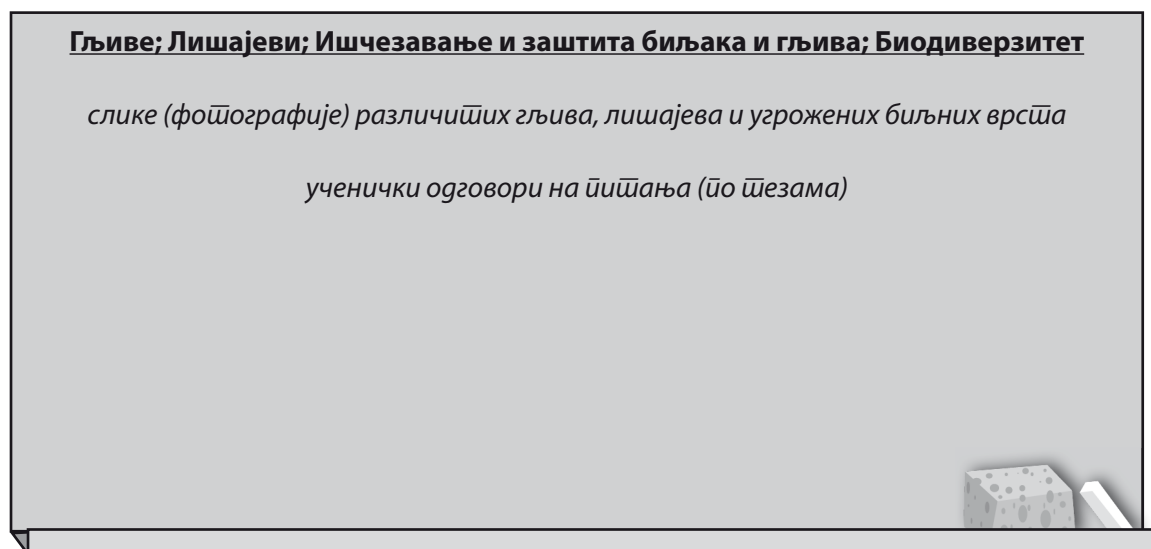 Гљиве; Лишајеви; Ишчезавање и заштита биљака и гљива; Биодиверзитет
слике (фотографије) различитих гљива, лишајева и угрожених биљних врста
ученички одговори на питања (по тезама)